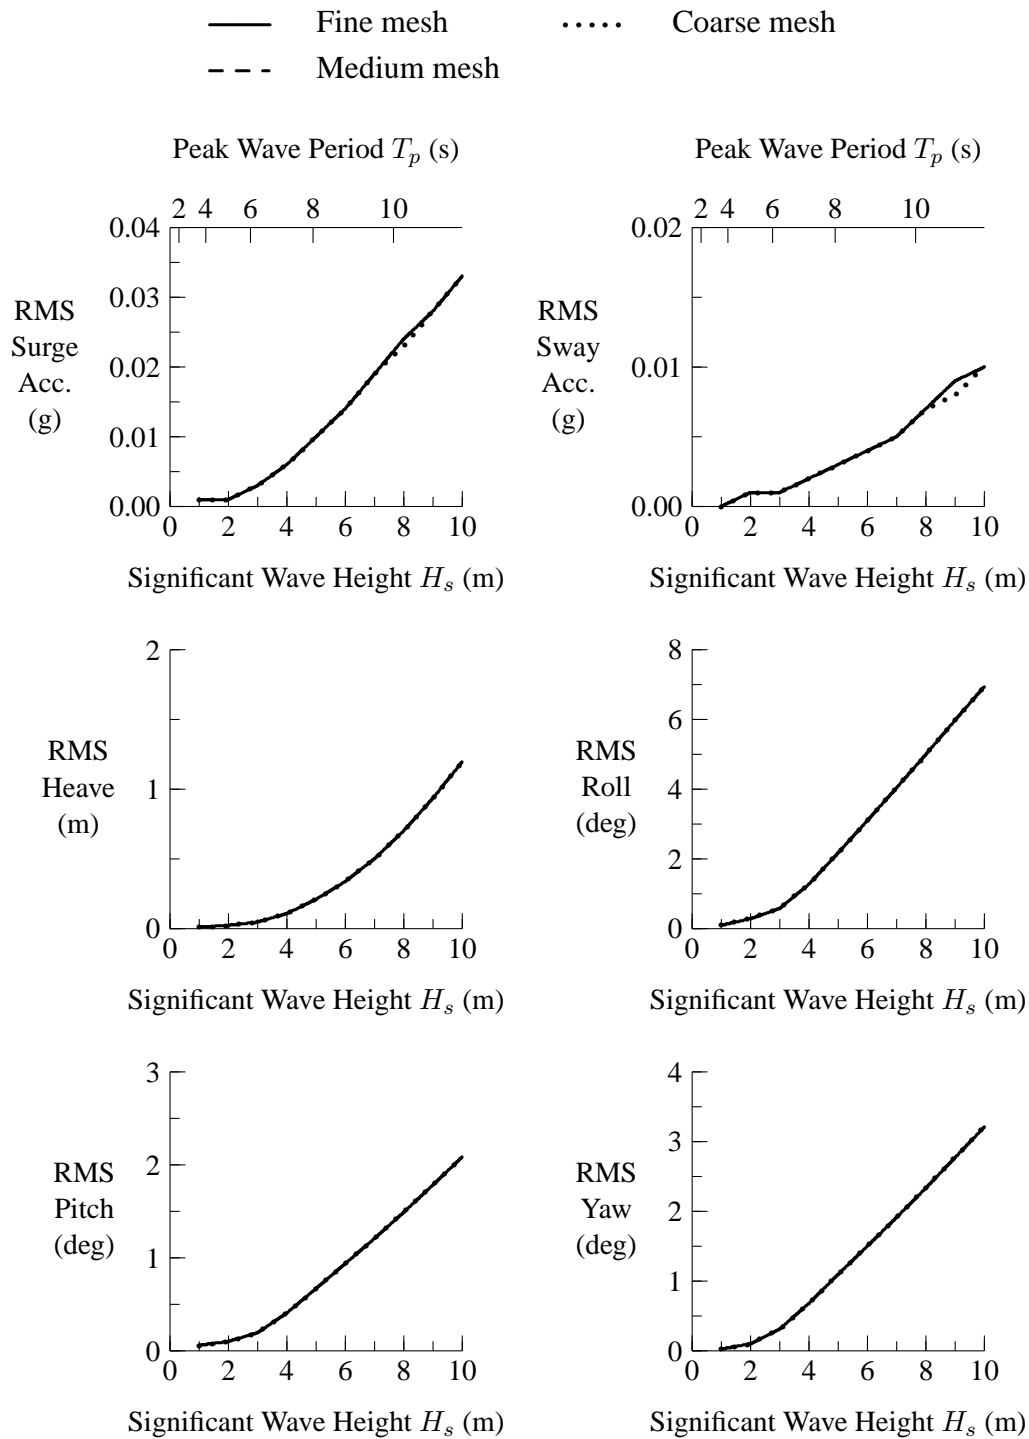 Fine mesh
Coarse mesh
Medium mesh
Peak Wave Period T_p (s)
2 4 6 8 10
0.04
0.03
0.02
0.01
0.00
RMS
Surge
Acc.
(g)
0 2 4 6 8 10
Significant Wave Height H_s (m)
Peak Wave Period T_p (s)
2 4 6 8 10
0.02
0.01
0.00
RMS
Sway
Acc.
(g)
0 2 4 6 8 10
Significant Wave Height H_s (m)
2
1
0
RMS
Heave
(m)
0 2 4 6 8 10
Significant Wave Height H_s (m)
8
6
4
2
0
RMS
Roll
(deg)
0 2 4 6 8 10
Significant Wave Height H_s (m)
3
2
1
0
RMS
Pitch
(deg)
0 2 4 6 8 10
Significant Wave Height H_s (m)
4
3
2
1
0
RMS
Yaw
(deg)
0 2 4 6 8 10
Significant Wave Height H_s (m)